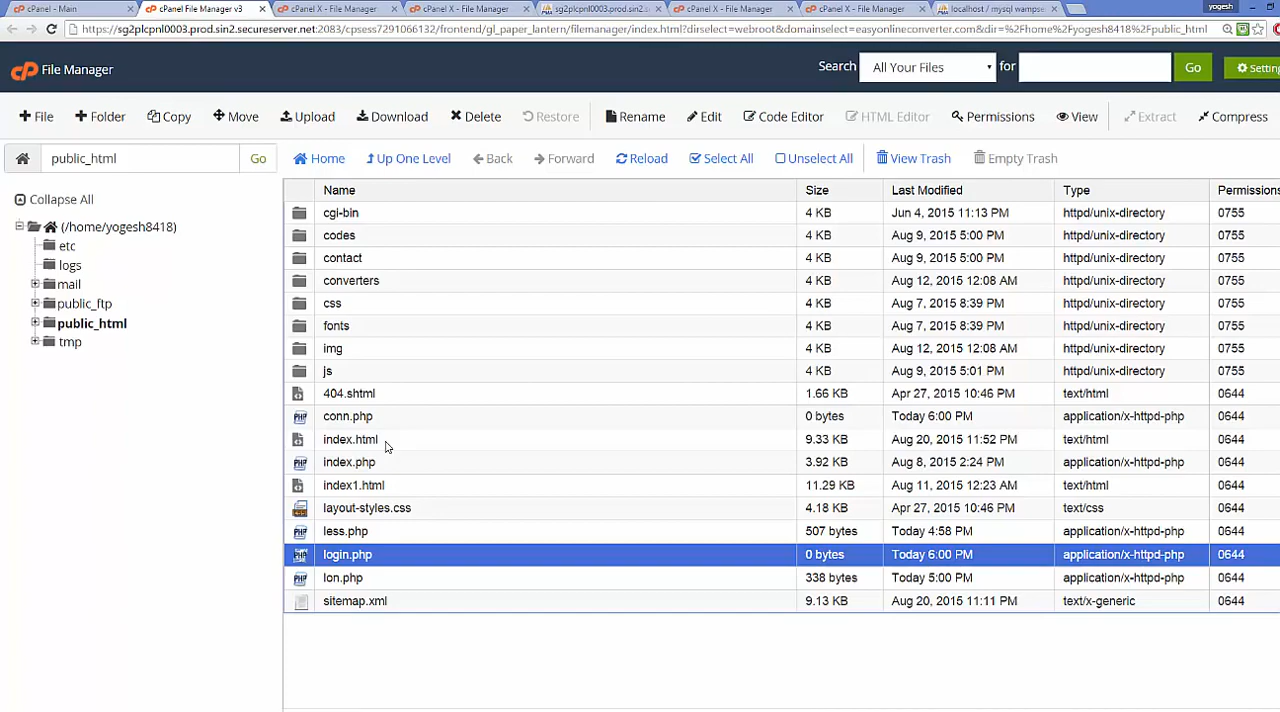 cPanel - Main
cPanel File Manager v3
cPanel X - File Manager
cPanel X - File Manager
sg2plcpnl0003.prod.sin2.
cPanel X - File Manager
cPanel X - File Manager
localhost / mysql wampse
yogesh
https://sg2plcpnl0003.prod.sin2.secureserver.net:2083/cpsess7291066132/frontend/gl_paper_lantern/filemanager/index.html?dirselect=webroot&domainselect=easyonlineconverter.com&dir=%2Fhome%2Fyogesh8418%2Fpublic_html
cP File Manager
Search All Your Files for Go Setting
File Folder Copy Move Upload Download Delete Restore Rename Edit Code Editor HTML Editor Permissions View Extract Compress
public_html Go Home Up One Level Back Forward Reload Select All Unselect All View Trash Empty Trash
Collapse All
(/home/yogesh8418)
etc
logs
mail
public_ftp
public_html
tmp
Name Size Last Modified Type Permissions
cgi-bin 4 KB Jun 4, 2015 11:13 PM httpd/unix-directory 0755
codes 4 KB Aug 9, 2015 5:00 PM httpd/unix-directory 0755
contact 4 KB Aug 9, 2015 5:00 PM httpd/unix-directory 0755
converters 4 KB Aug 12, 2015 12:08 AM httpd/unix-directory 0755
css 4 KB Aug 7, 2015 8:39 PM httpd/unix-directory 0755
fonts 4 KB Aug 7, 2015 8:39 PM httpd/unix-directory 0755
img 4 KB Aug 12, 2015 12:08 AM httpd/unix-directory 0755
js 4 KB Aug 9, 2015 5:01 PM httpd/unix-directory 0755
404.shtml 1.66 KB Apr 27, 2015 10:46 PM text/html 0644
conn.php 0 bytes Today 6:00 PM application/x-httpd-php 0644
index.html 9.33 KB Aug 20, 2015 11:52 PM text/html 0644
index.php 3.92 KB Aug 8, 2015 2:24 PM application/x-httpd-php 0644
index1.html 11.29 KB Aug 11, 2015 12:23 AM text/html 0644
layout-styles.css 4.18 KB Apr 27, 2015 10:46 PM text/css 0644
less.php 507 bytes Today 4:58 PM application/x-httpd-php 0644
login.php 0 bytes Today 6:00 PM application/x-httpd-php 0644
lon.php 338 bytes Today 5:00 PM application/x-httpd-php 0644
sitemap.xml 9.13 KB Aug 20, 2015 11:11 PM text/x-generic 0644